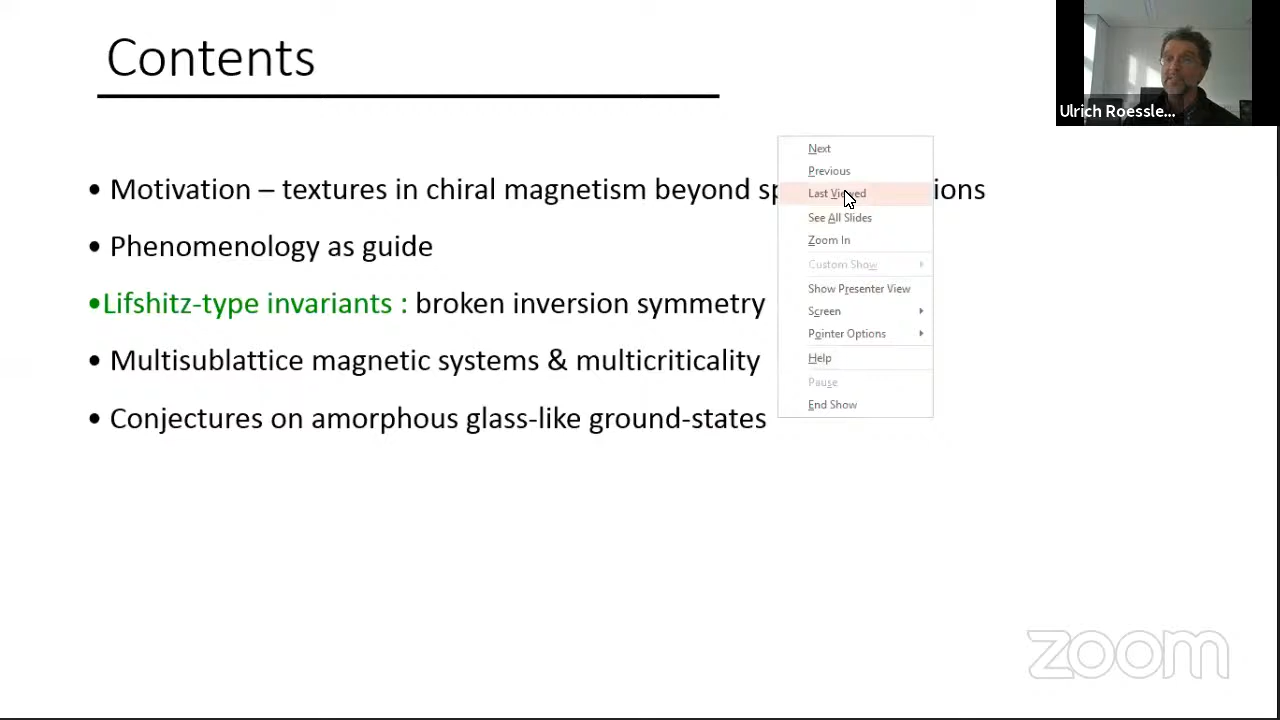 Contents
Ulrich Roessle...
• Motivation – textures in chiral magnetism beyond
• Phenomenology as guide
•Lifshitz-type invariants : broken inversion symmetry
• Multisublattice magnetic systems & multicriticality
• Conjectures on amorphous glass-like ground-states
Next
Previous
Last Viewed
See All Slides
Zoom In
Custom Show
Show Presenter View
Screen
Pointer Options
Help
Pause
End Show
zoom